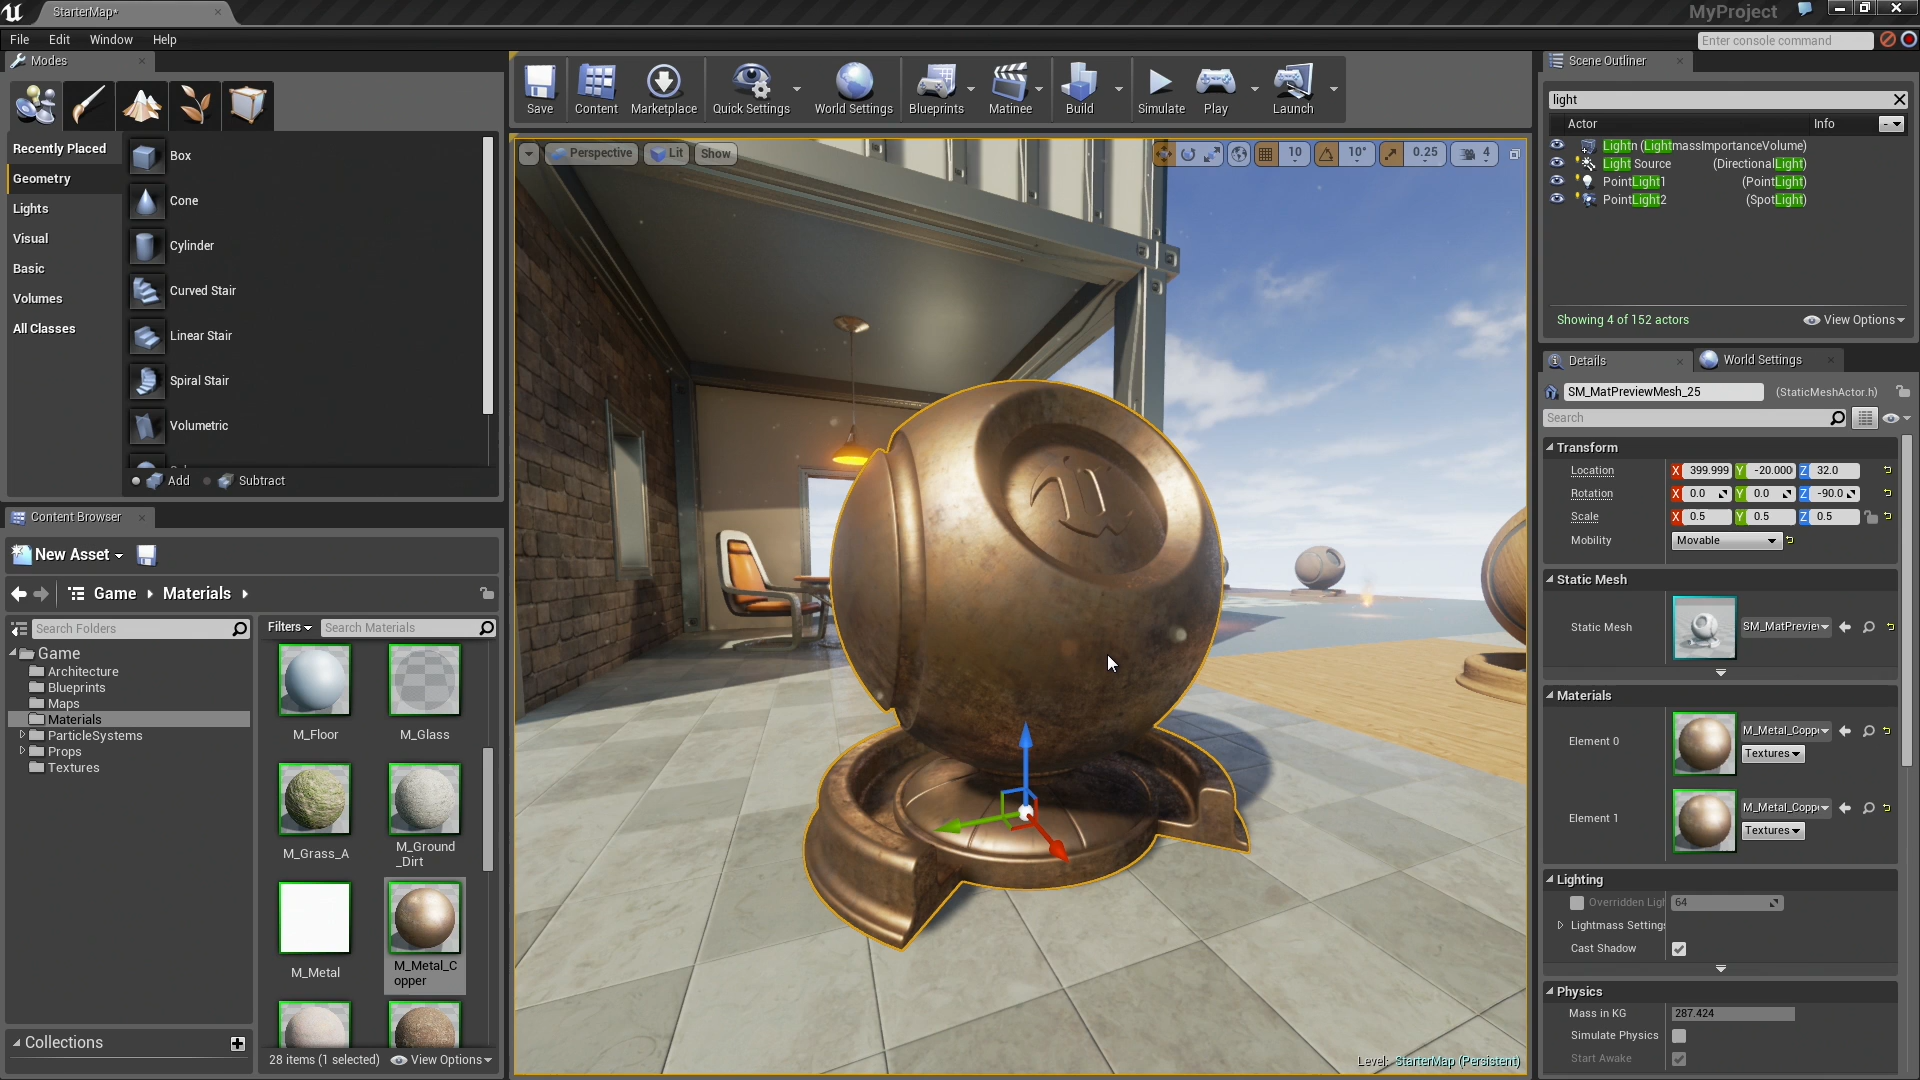 StarterMap*
MyProject
File Edit Window Help
Enter console command
Modes
Recently Placed
Geometry
Lights
Visual
Basic
Volumes
All Classes
Box
Cone
Cylinder
Curved Stair
Linear Stair
Spiral Stair
Volumetric
Add Subtract
Save Content Marketplace Quick Settings World Settings Blueprints Matinee Build Simulate Play Launch
Perspective Lit Show 10 10° 0.25 4
Level: StarterMap (Persistent)
Content Browser
New Asset
Game Materials
Search Folders
Game
Architecture
Blueprints
Maps
Materials
ParticleSystems
Props
Textures
Collections
Filters Search Materials
M_Floor M_Glass
M_Grass_A M_Ground
_Dirt
M_Metal M_Metal_C
opper
28 items (1 selected) View Options
Scene Outliner
light
Actor Info
Lightn (LightmassImportanceVolume)
Light Source (DirectionalLight)
PointLight1 (PointLight)
PointLight2 (SpotLight)
Showing 4 of 152 actors View Options
Details World Settings
SM_MatPreviewMesh_25 (StaticMeshActor.h)
Search
Transform
Location X 399.999 Y -20.000 Z 32.0
Rotation X 0.0 Y 0.0 Z -90.0
Scale X 0.5 Y 0.5 Z 0.5
Mobility Movable
Static Mesh
Static Mesh SM_MatPreview
Materials
Element 0 M_Metal_Copp
Textures
Element 1 M_Metal_Copp
Textures
Lighting
Overridden Lig 64
Lightmass Settings
Cast Shadow
Physics
Mass in KG 287.424
Simulate Physics
Start Awake